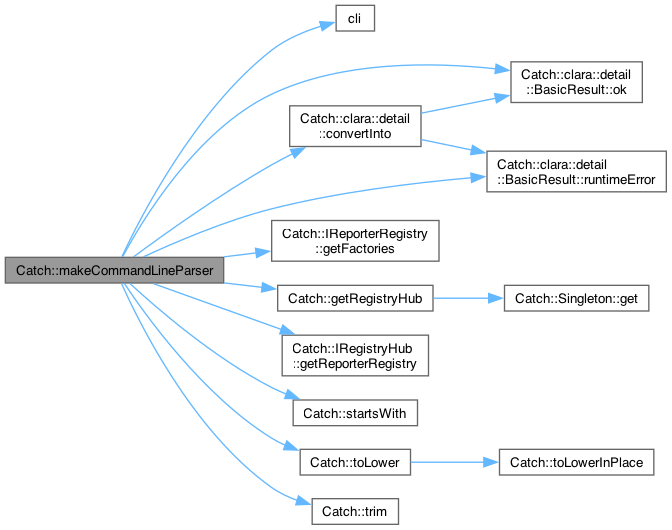 cli
Catch::clara::detail
::BasicResult::ok
Catch::clara::detail
::convertInto
Catch::clara::detail
::BasicResult::runtimeError
Catch::IReporterRegistry
::getFactories
Catch::makeCommandLineParser
Catch::getRegistryHub
Catch::Singleton::get
Catch::IRegistryHub
::getReporterRegistry
Catch::startsWith
Catch::toLower
Catch::toLowerInPlace
Catch::trim